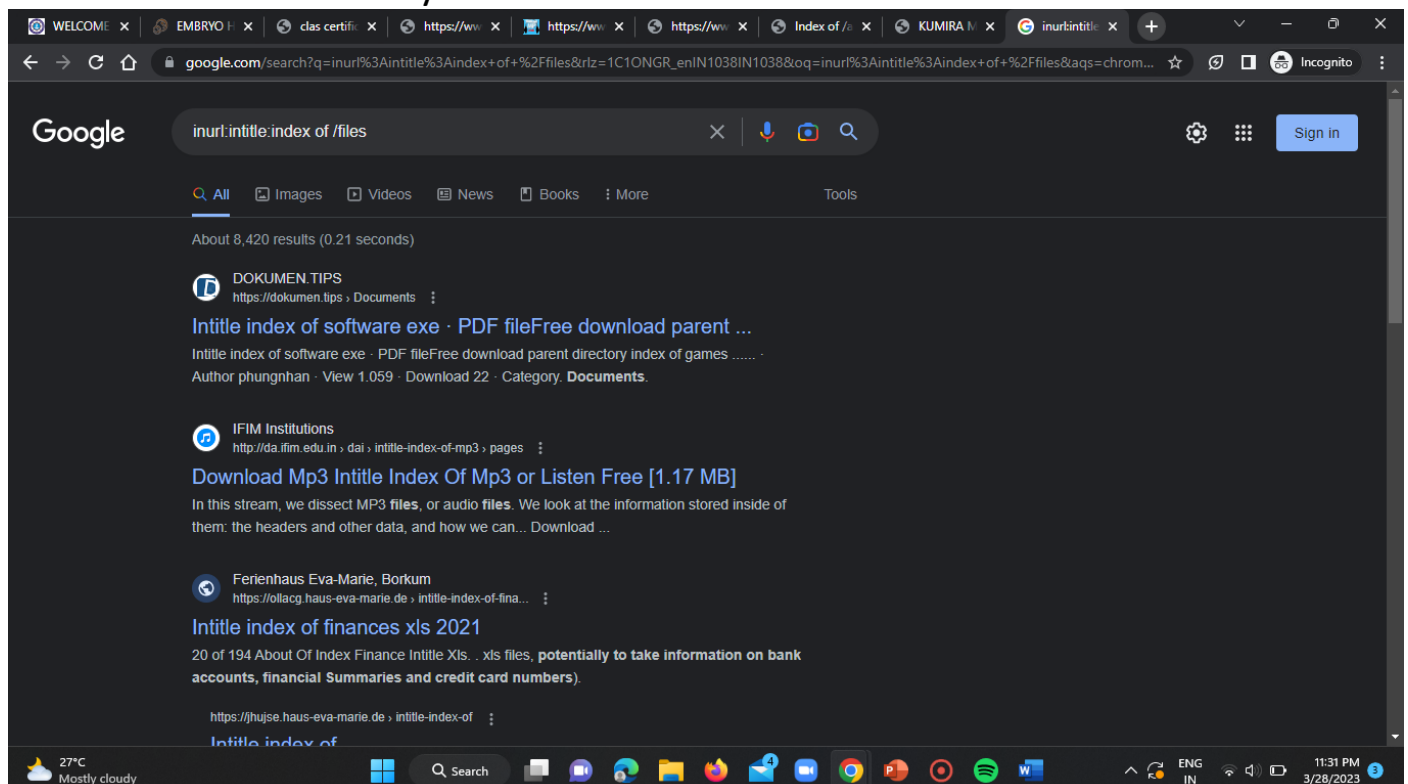 WELCOME
EMBRYO H
clas certific
https://ww
https://ww
https://ww
Index of /a
KUMIRA M
inurl:intitle
google.com/search?q=inurl%3Aintitle%3Aindex+of+%2Ffiles&rlz=1C1ONGR_enIN1038IN1038&oq=inurl%3Aintitle%3Aindex+of+%2Ffiles&aqs=chrom...
Incognito
Google
inurl:intitle:index of /files
Sign in
All Images Videos News Books More Tools
About 8,420 results (0.21 seconds)
DOKUMEN.TIPS
https://dokumen.tips › Documents
Intitle index of software exe · PDF fileFree download parent ...
Intitle index of software exe · PDF fileFree download parent directory index of games ...... ·
Author phungnhan · View 1.059 · Download 22 · Category. Documents.
IFIM Institutions
http://da.ifim.edu.in › dai › intitle-index-of-mp3 › pages
Download Mp3 Intitle Index Of Mp3 or Listen Free [1.17 MB]
In this stream, we dissect MP3 files, or audio files. We look at the information stored inside of
them: the headers and other data, and how we can... Download ...
Ferienhaus Eva-Marie, Borkum
https://ollacg.haus-eva-marie.de › intitle-index-of-fina...
Intitle index of finances xls 2021
20 of 194 About Of Index Finance Intitle Xls. . xls files, potentially to take information on bank
accounts, financial Summaries and credit card numbers).
https://jhujse.haus-eva-marie.de › intitle-index-of
Intitle index of
27°C
Mostly cloudy
Search
4
ENG
IN
11:31 PM
3/28/2023
3